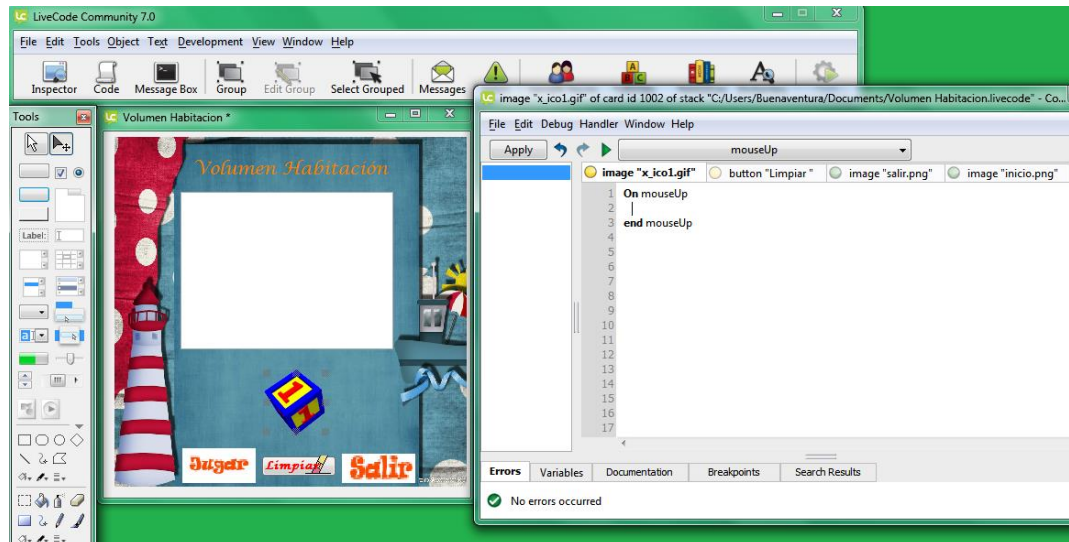 LiveCode Community 7.0
File Edit Tools Object Text Development View Window Help
Inspector Code Message Box Group Edit Group Select Grouped Messages
image "x_ico1.gif" of card id 1002 of stack "C:/Users/Buenaventura/Documents/Volumen Habitacion.livecode" - Co...
File Edit Debug Handler Window Help
Apply mouseUp
image "x_ico1.gif" button "Limpiar " image "salir.png" image "inicio.png"
1 On mouseUp
2
3 end mouseUp
4
5
6
7
8
9
10
11
12
13
14
15
16
17
Errors Variables Documentation Breakpoints Search Results
No errors occurred
Tools
Label:
Volumen Habitacion *
Volumen Habitación
1
1
Jugar Limpiar Salir